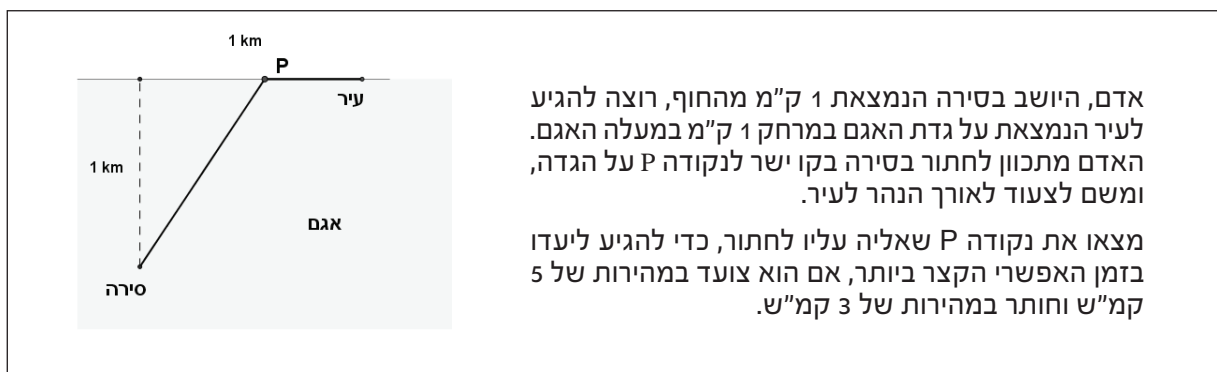 1 km
P
עיר
1 km
אגם
סירה
אדם, היושב בסירה הנמצאת 1 ק"מ מהחוף, רוצה להגיע
לעיר הנמצאת על גדת האגם במרחק 1 ק"מ במעלה האגם.
האדם מתכוון לחתור בסירה בקו ישר לנקודה P על הגדה,
ומשם לצעוד לאורך הנהר לעיר.
מצאו את נקודה P שאליה עליו לחתור, כדי להגיע ליעדו
בזמן האפשרי הקצר ביותר, אם הוא צועד במהירות של 5
קמ"ש וחותר במהירות של 3 קמ"ש.